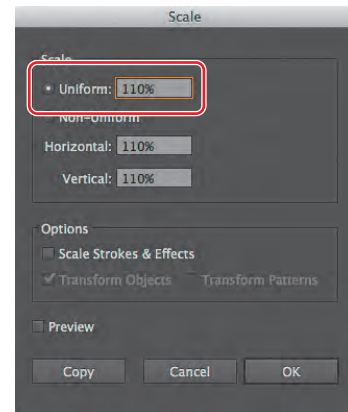 Scale
Scale
Uniform: 110%
Non-Uniform
Horizontal: 110%
Vertical: 110%
Options
Scale Strokes & Effects
Transform Objects Transform Patterns
Preview
Copy Cancel OK